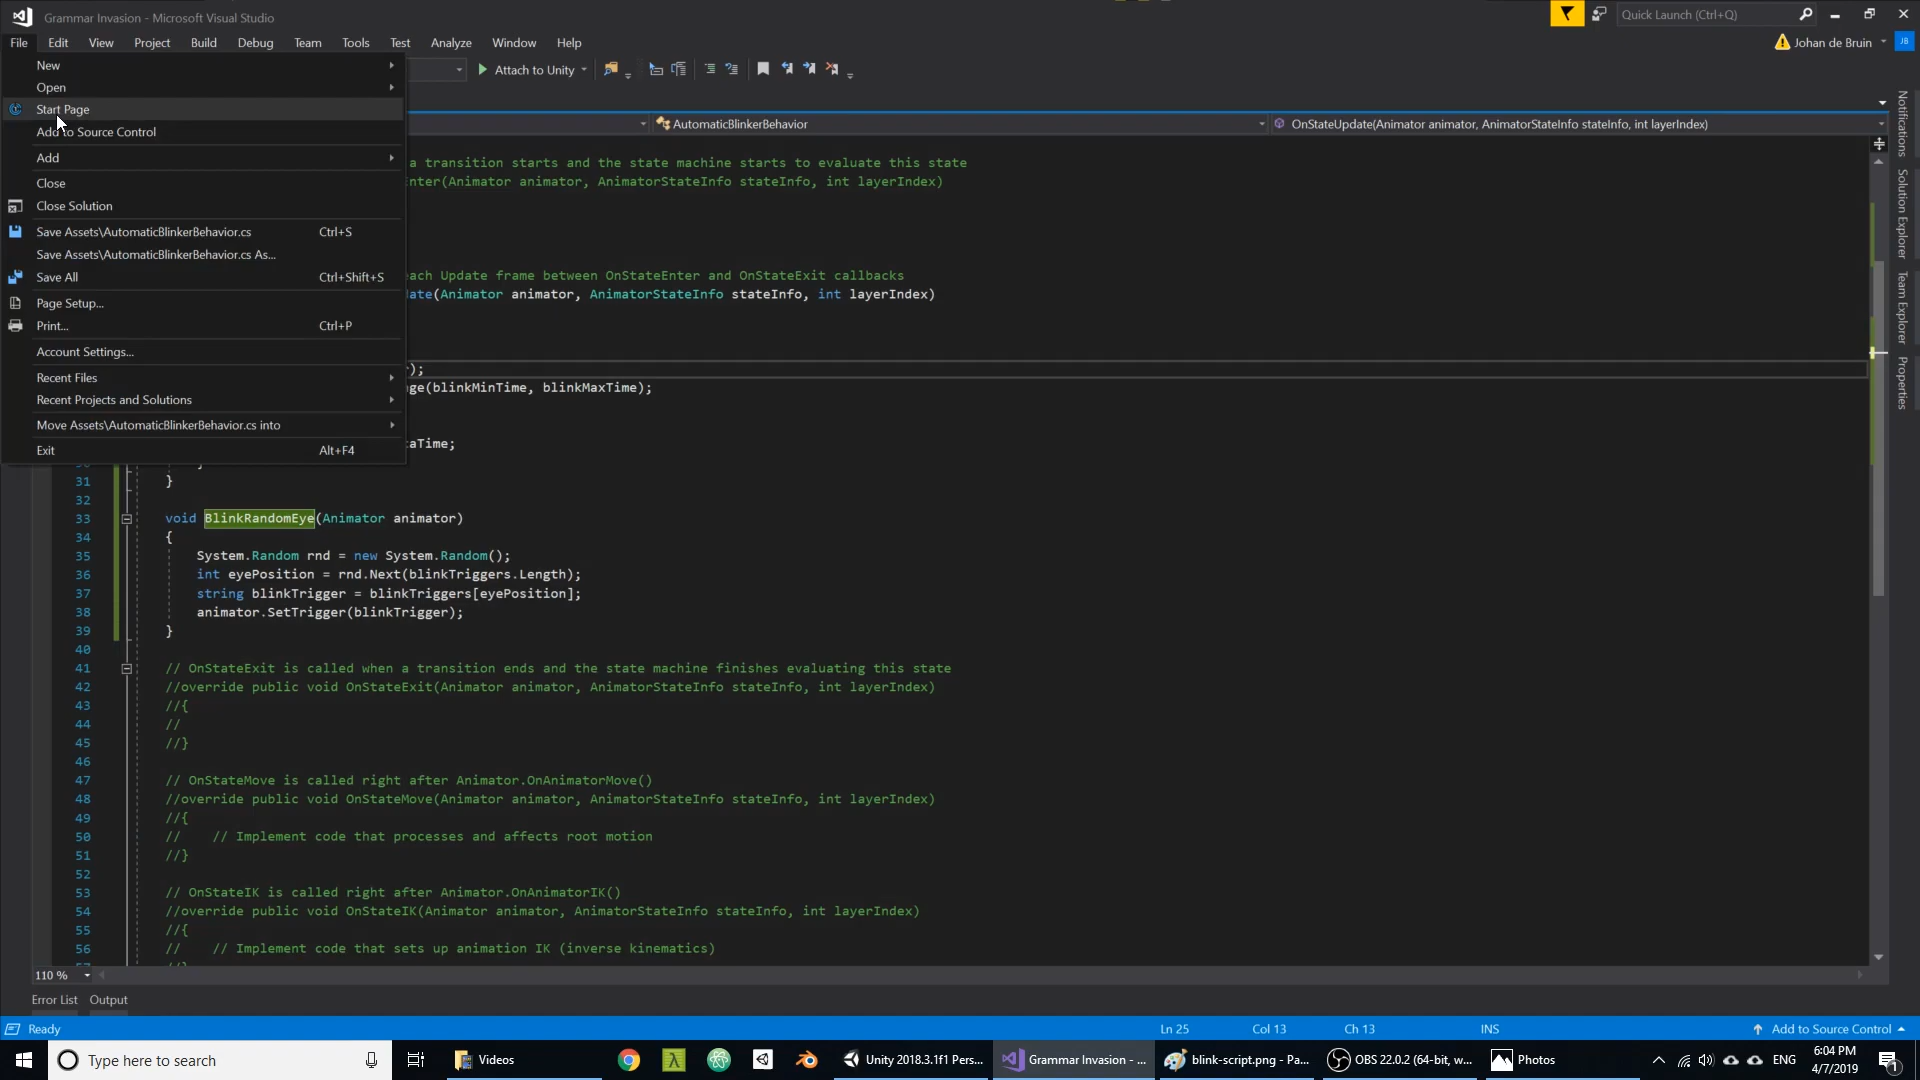 Grammar Invasion - Microsoft Visual Studio
Quick Launch (Ctrl+Q)
File Edit View Project Build Debug Team Tools Test Analyze Window Help
Johan de Bruin JB
Attach to Unity
New
Open
Start Page
Add to Source Control
Add
Close
Close Solution
Save Assets\AutomaticBlinkerBehavior.cs Ctrl+S
Save Assets\AutomaticBlinkerBehavior.cs As...
Save All Ctrl+Shift+S
Page Setup...
Print... Ctrl+P
Account Settings...
Recent Files
Recent Projects and Solutions
Move Assets\AutomaticBlinkerBehavior.cs into
Exit Alt+F4
AutomaticBlinkerBehavior
OnStateUpdate(Animator animator, AnimatorStateInfo stateInfo, int layerIndex)
a transition starts and the state machine starts to evaluate this state
Enter(Animator animator, AnimatorStateInfo stateInfo, int layerIndex)
each Update frame between OnStateEnter and OnStateExit callbacks
ate(Animator animator, AnimatorStateInfo stateInfo, int layerIndex)
r);
ge(blinkMinTime, blinkMaxTime);
aTime;
31 }
32
33 void BlinkRandomEye(Animator animator)
34 {
35 System.Random rnd = new System.Random();
36 int eyePosition = rnd.Next(blinkTriggers.Length);
37 string blinkTrigger = blinkTriggers[eyePosition];
38 animator.SetTrigger(blinkTrigger);
39 }
40
41 // OnStateExit is called when a transition ends and the state machine finishes evaluating this state
42 //override public void OnStateExit(Animator animator, AnimatorStateInfo stateInfo, int layerIndex)
43 //{
44 //
45 //}
46
47 // OnStateMove is called right after Animator.OnAnimatorMove()
48 //override public void OnStateMove(Animator animator, AnimatorStateInfo stateInfo, int layerIndex)
49 //{
50 // // Implement code that processes and affects root motion
51 //}
52
53 // OnStateIK is called right after Animator.OnAnimatorIK()
54 //override public void OnStateIK(Animator animator, AnimatorStateInfo stateInfo, int layerIndex)
55 //{
56 // // Implement code that sets up animation IK (inverse kinematics)
Notifications
Solution Explorer
Team Explorer
Properties
110 %
Error List Output
Ready Ln 25 Col 13 Ch 13 INS Add to Source Control
Type here to search Videos Unity 2018.3.1f1 Pers... Grammar Invasion - ... blink-script.png - Pa... OBS 22.0.2 (64-bit, w... Photos ENG 6:04 PM
4/7/2019 1